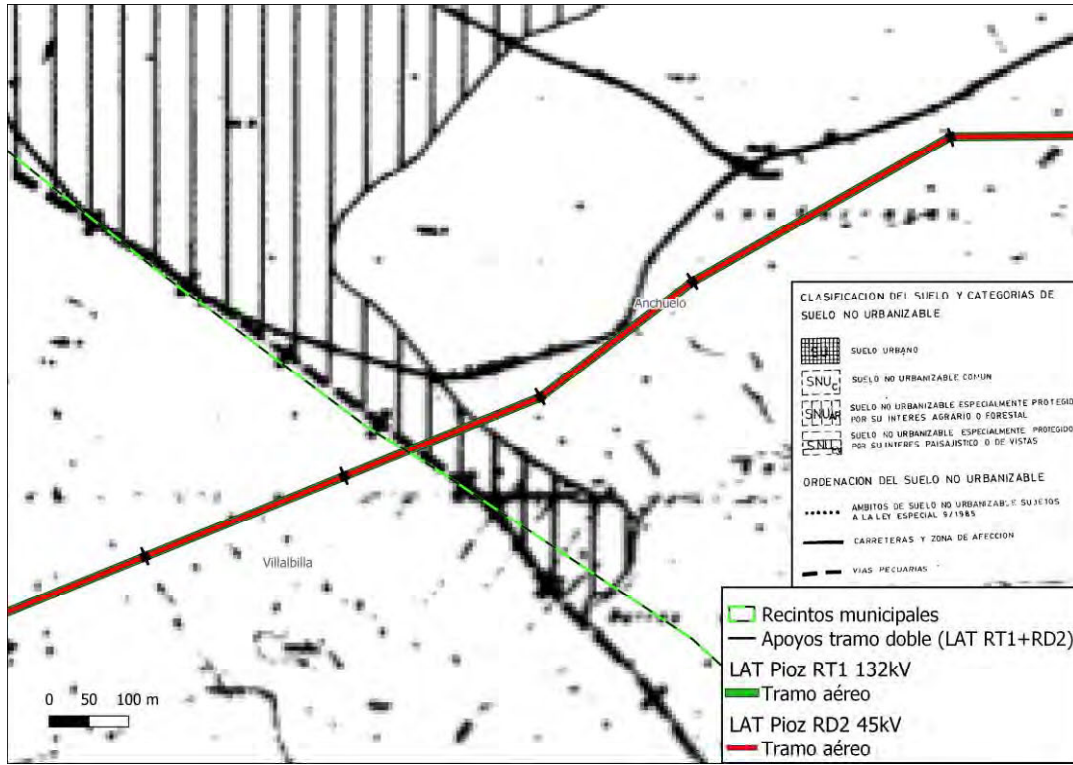 Anchuelo
Villalbilla
0 50 100 m
CLASIFICACION DEL SUELO Y CATEGORIAS DE
SUELO NO URBANIZABLE
SU
SUELO URBANO
SNUC
SUELO NO URBANIZABLE COMUN
SNUAR
SUELO NO URBANIZABLE ESPECIALMENTE PROTEGIDO
POR SU INTERES AGRARIO O FORESTAL
SUELO NO URBANIZABLE ESPECIALMENTE PROTEGIDO
POR SU INTERES PAISAJISTICO O DE VISTAS
ORDENACION DEL SUELO NO URBANIZABLE
AMBITOS DE SUELO NO URBANIZABLE SUJETOS
A LA LEY ESPECIAL 9/1985
CARRETERAS Y ZONA DE AFECCION
VIAS PECUARIAS
Recintos municipales
Apoyos tramo doble (LAT RT1+RD2)
LAT Pioz RT1 132kV
Tramo aéreo
LAT Pioz RD2 45kV
Tramo aéreo